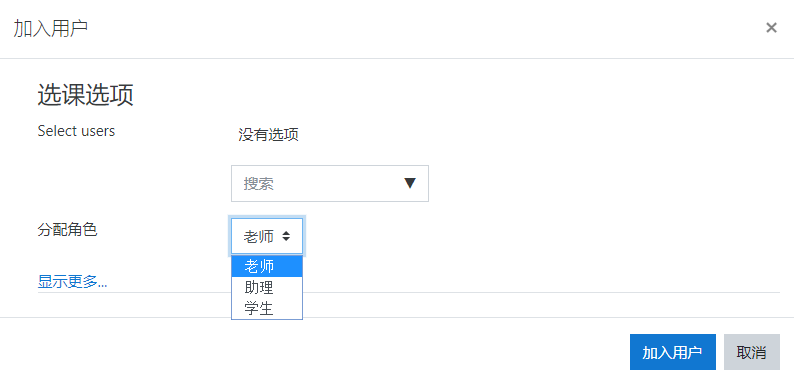 加入用户
×
选课选项
Select users
没有选项
搜索
▼
分配角色
老师
老师
助理
学生
显示更多...
加入用户
取消